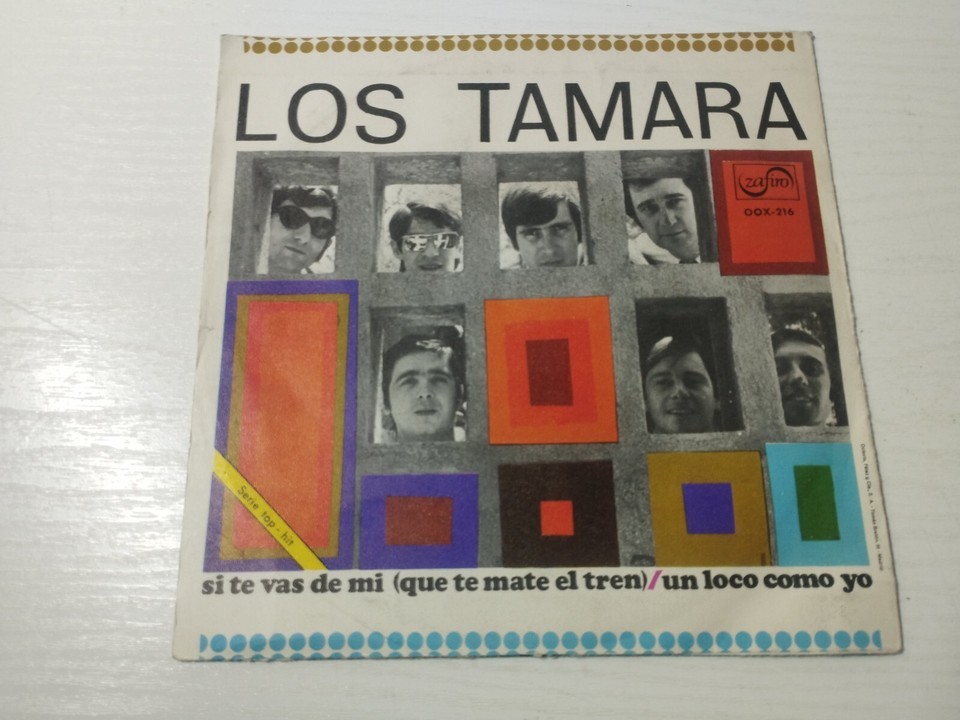 LOS TAMARA
zafiro
OOX-216
Serie top-hit
si te vas de mi (que te mate el tren)/un loco como yo